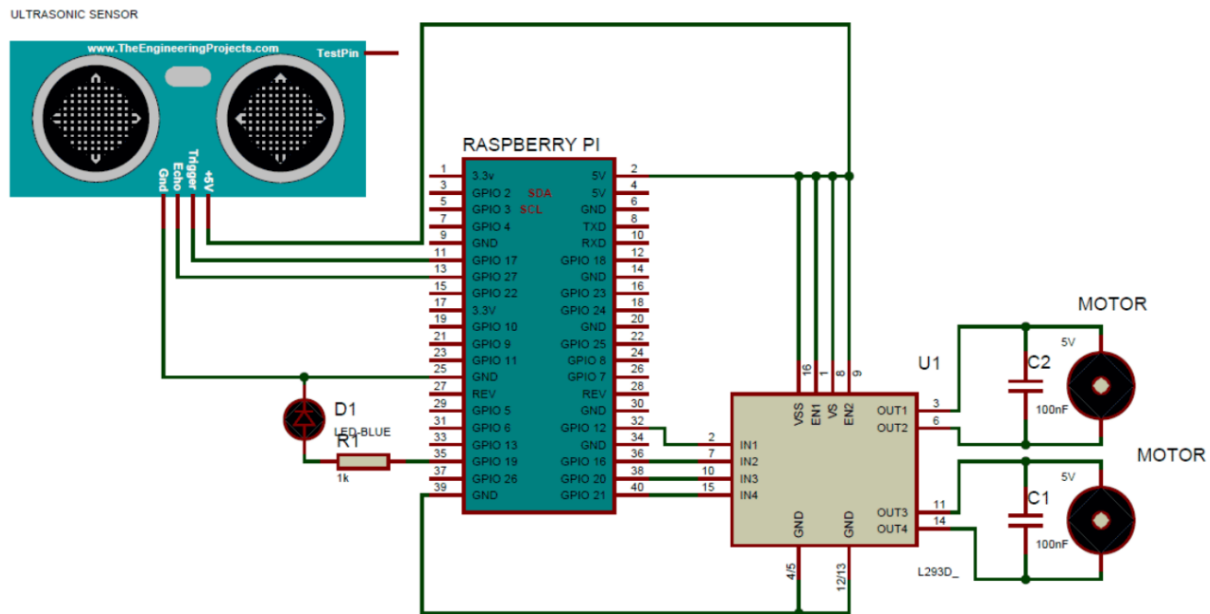 ULTRASONIC SENSOR
www.TheEngineeringProjects.com
TestPin
Gnd
Echo
Trigger
+5V
RASPBERRY PI
1 3.3v 5V 2
3 GPIO 2 SDA 5V 4
5 GPIO 3 SCL GND 6
7 GPIO 4 TXD 8
9 GND RXD 10
11 GPIO 17 GPIO 18 12
13 GPIO 27 GND 14
15 GPIO 22 GPIO 23 16
17 3.3V GPIO 24 18
19 GPIO 10 GND 20
21 GPIO 9 GPIO 25 22
23 GPIO 11 GPIO 8 24
25 GND GPIO 7 26
27 REV REV 28
29 GPIO 5 GND 30
31 GPIO 6 GPIO 12 32
33 GPIO 13 GND 34
35 GPIO 19 GPIO 16 36
37 GPIO 26 GPIO 20 38
39 GND GPIO 21 40
D1
LED-BLUE
R1
1k
U1
16 1 8 9
VSS EN1 VS EN2
2 IN1
7 IN2
10 IN3
15 IN4
OUT1 3
OUT2 6
OUT3 11
OUT4 14
GND GND
4/5 12/13
L293D_
MOTOR
5V
C2
100nF
MOTOR
5V
C1
100nF